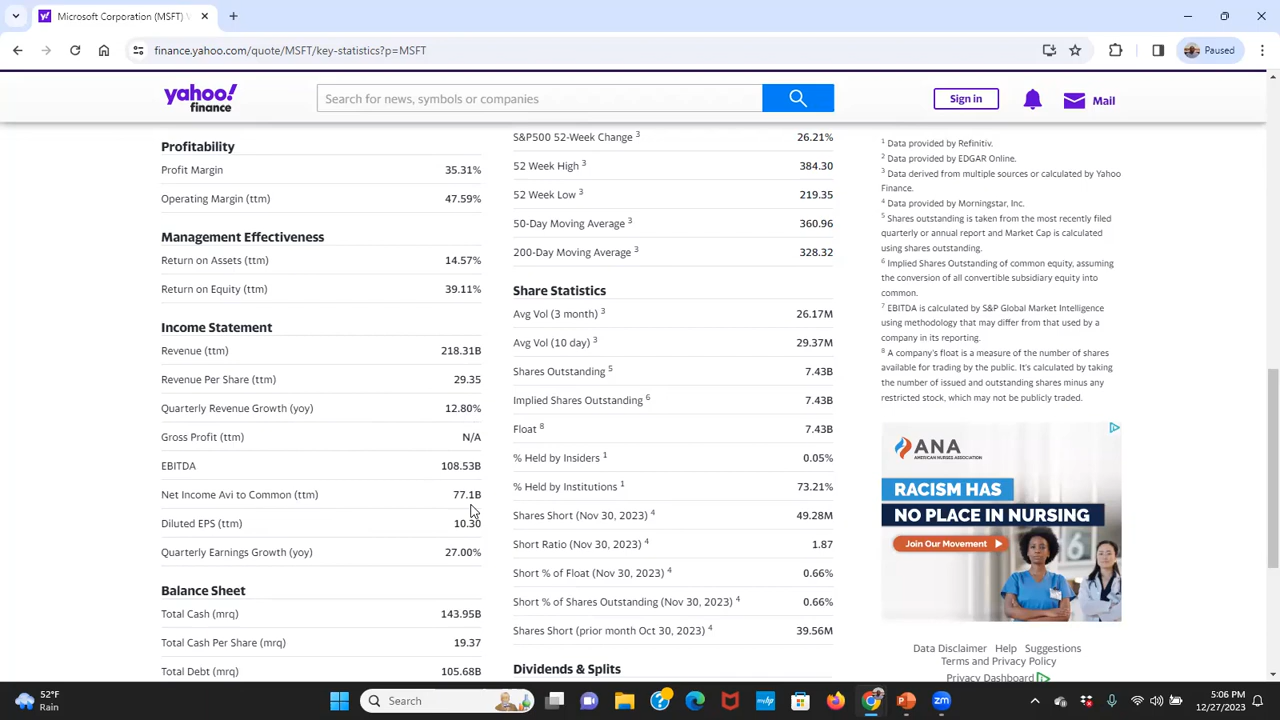 Microsoft Corporation (MSFT)
finance.yahoo.com/quote/MSFT/key-statistics?p=MSFT
Paused
yahoo!
finance
Search for news, symbols or companies
Sign in
Mail
Profitability
Profit Margin 35.31%
Operating Margin (ttm) 47.59%
Management Effectiveness
Return on Assets (ttm) 14.57%
Return on Equity (ttm) 39.11%
Income Statement
Revenue (ttm) 218.31B
Revenue Per Share (ttm) 29.35
Quarterly Revenue Growth (yoy) 12.80%
Gross Profit (ttm) N/A
EBITDA 108.53B
Net Income Avi to Common (ttm) 77.1B
Diluted EPS (ttm) 10.30
Quarterly Earnings Growth (yoy) 27.00%
Balance Sheet
Total Cash (mrq) 143.95B
Total Cash Per Share (mrq) 19.37
Total Debt (mrq) 105.68B
S&P500 52-Week Change 3 26.21%
52 Week High 3 384.30
52 Week Low 3 219.35
50-Day Moving Average 3 360.96
200-Day Moving Average 3 328.32
Share Statistics
Avg Vol (3 month) 3 26.17M
Avg Vol (10 day) 3 29.37M
Shares Outstanding 5 7.43B
Implied Shares Outstanding 6 7.43B
Float 8 7.43B
% Held by Insiders 1 0.05%
% Held by Institutions 1 73.21%
Shares Short (Nov 30, 2023) 4 49.28M
Short Ratio (Nov 30, 2023) 4 1.87
Short % of Float (Nov 30, 2023) 4 0.66%
Short % of Shares Outstanding (Nov 30, 2023) 4 0.66%
Shares Short (prior month Oct 30, 2023) 4 39.56M
Dividends & Splits
1 Data provided by Refinitiv.
2 Data provided by EDGAR Online.
3 Data derived from multiple sources or calculated by Yahoo
Finance.
4 Data provided by Morningstar, Inc.
5 Shares outstanding is taken from the most recently filed
quarterly or annual report and Market Cap is calculated
using shares outstanding.
6 Implied Shares Outstanding of common equity, assuming
the conversion of all convertible subsidiary equity into
common.
7 EBITDA is calculated by S&P Global Market Intelligence
using methodology that may differ from that used by a
company in its reporting.
8 A company's float is a measure of the number of shares
available for trading by the public. It's calculated by taking
the number of issued and outstanding shares minus any
restricted stock, which may not be publicly traded.
ANA
AMERICAN NURSES ASSOCIATION
RACISM HAS
NO PLACE IN NURSING
Join Our Movement
Data Disclaimer Help Suggestions
Terms and Privacy Policy
Privacy Dashboard
52°F
Rain
Search
5:06 PM
12/27/2023